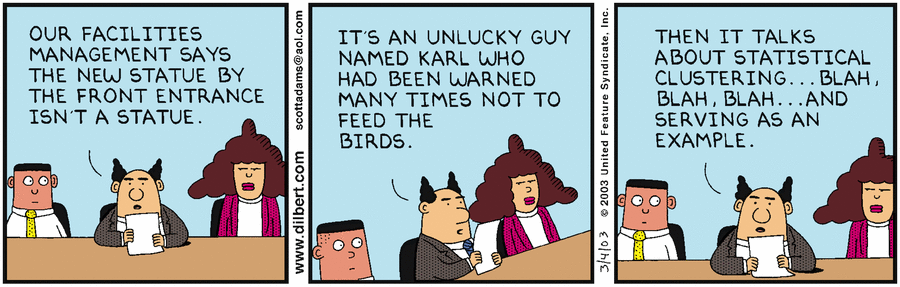 OUR FACILITIES
MANAGEMENT SAYS
THE NEW STATUE BY
THE FRONT ENTRANCE
ISN'T A STATUE.
www.dilbert.com
scottadams@aol.com
IT'S AN UNLUCKY GUY
NAMED KARL WHO
HAD BEEN WARNED
MANY TIMES NOT TO
FEED THE
BIRDS.
3/4/03 © 2003 United Feature Syndicate, Inc.
THEN IT TALKS
ABOUT STATISTICAL
CLUSTERING...BLAH,
BLAH, BLAH...AND
SERVING AS AN
EXAMPLE.